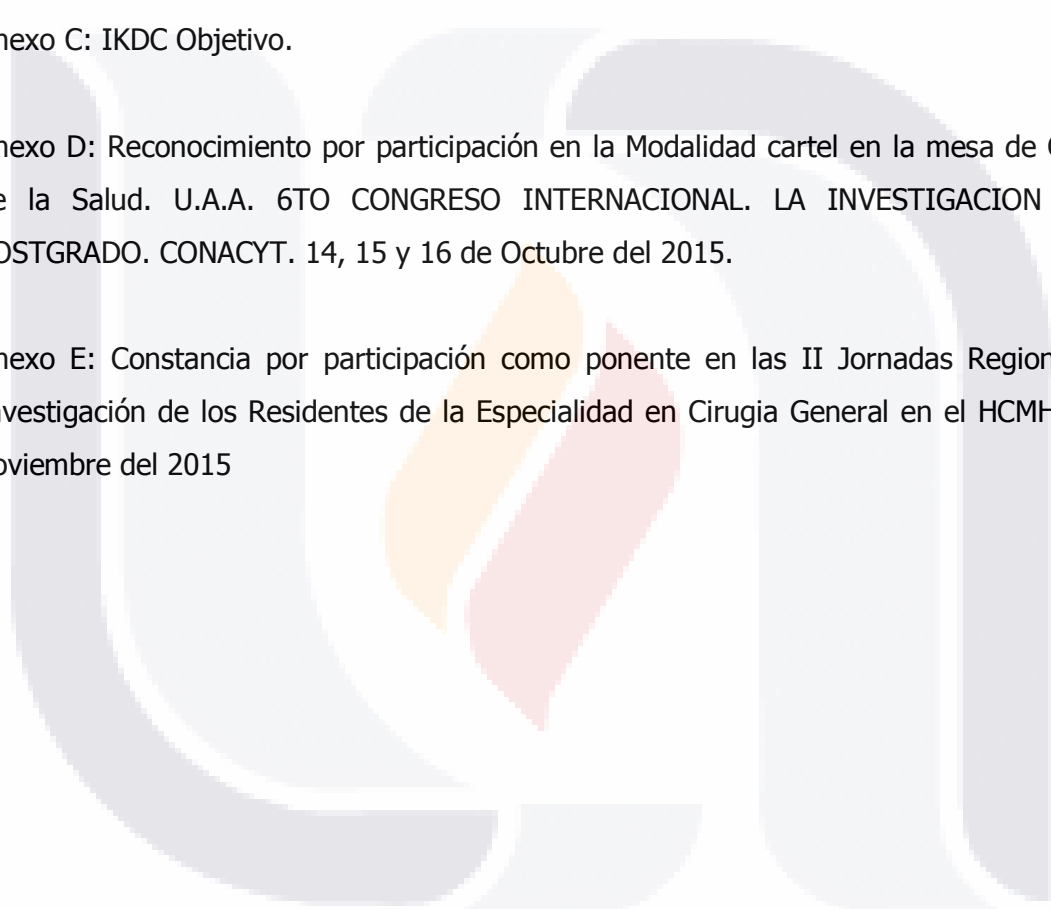 nexo C: IKDC Objetivo.
nexo D: Reconocimiento por participación en la Modalidad cartel en la mesa de
e la Salud. U.A.A. 6TO CONGRESO INTERNACIONAL. LA INVESTIGACION
OSTGRADO. CONACYT. 14, 15 y 16 de Octubre del 2015.
nexo E: Constancia por participación como ponente en las II Jornadas Region
nvestigación de los Residentes de la Especialidad en Cirugia General en el HCMH
oviembre del 2015